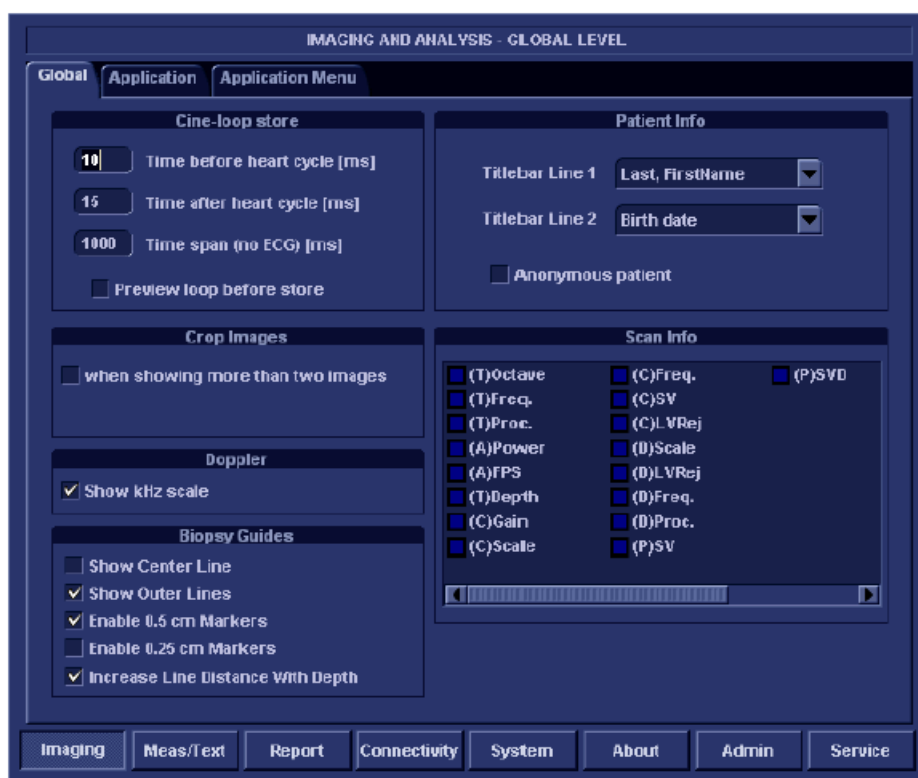 IMAGING AND ANALYSIS - GLOBAL LEVEL
Global Application Application Menu
Cine-loop store
10 Time before heart cycle [ms]
15 Time after heart cycle [ms]
1000 Time span (no ECG) [ms]
Preview loop before store
Patient Info
Titlebar Line 1 Last, FirstName
Titlebar Line 2 Birth date
Anonymous patient
Crop Images
when showing more than two images
Doppler
Show kHz scale
Biopsy Guides
Show Center Line
Show Outer Lines
Enable 0.5 cm Markers
Enable 0.25 cm Markers
Increase Line Distance With Depth
Scan Info
(T)Octave (C)Freq. (P)SVD
(T)Freq. (C)SV
(T)Proc. (C)LVRej
(A)Power (D)Scale
(A)FPS (D)LVRej
(T)Depth (D)Freq.
(C)Gain (D)Proc.
(C)Scale (P)SV
Imaging Meas/Text Report Connectivity System About Admin Service